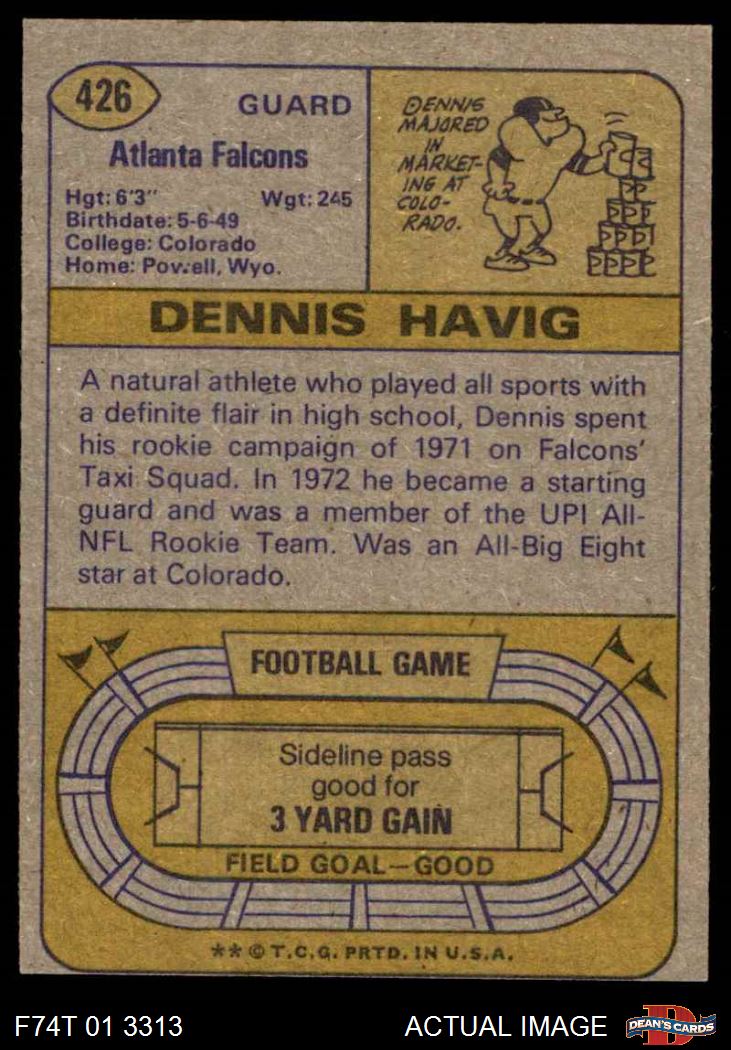 426
GUARD
Atlanta Falcons
Hgt: 6'3" Wgt: 245
Birthdate: 5-6-49
College: Colorado
Home: Powell, Wyo.
DENNIS
MAJORED
IN
MARKET-
ING AT
COLO-
RADO.
DENNIS HAVIG
A natural athlete who played all sports with
a definite flair in high school, Dennis spent
his rookie campaign of 1971 on Falcons'
Taxi Squad. In 1972 he became a starting
guard and was a member of the UPI All-
NFL Rookie Team. Was an All-Big Eight
star at Colorado.
FOOTBALL GAME
Sideline pass
good for
3 YARD GAIN
FIELD GOAL—GOOD
** © T.C.G. PRTD. IN U.S.A.
F74T 01 3313
ACTUAL IMAGE
DEAN'S CARDS